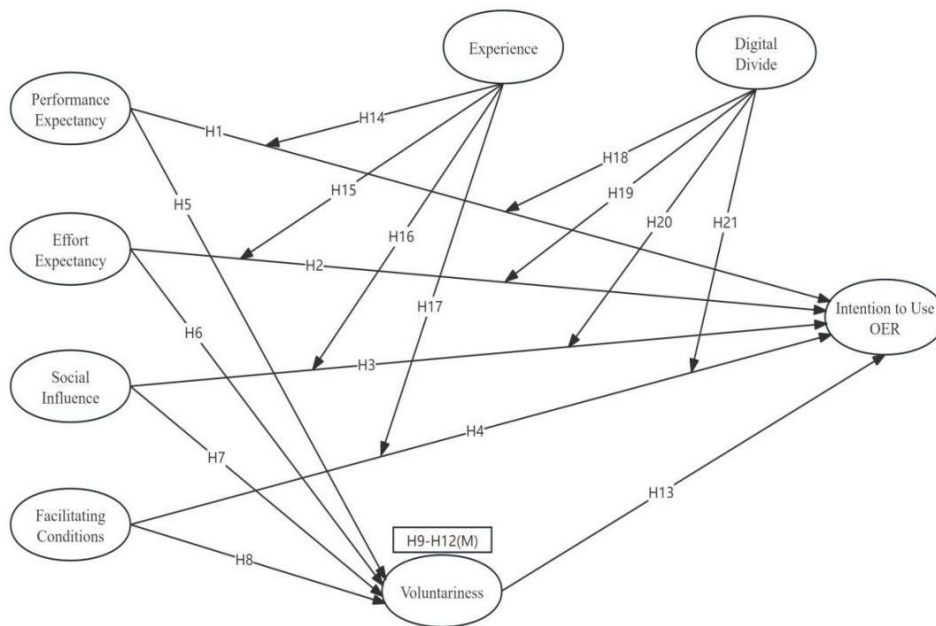 Experience
Digital
Divide
Performance
Expectancy
H1
H14
H18
H15
H19
H5
H16
H20
H21
Effort
Expectancy
H2
H17
Intention to Use
OER
H6
Social
Influence
H3
H4
H7
H13
Facilitating
Conditions
H8
H9-H12(M)
Voluntariness